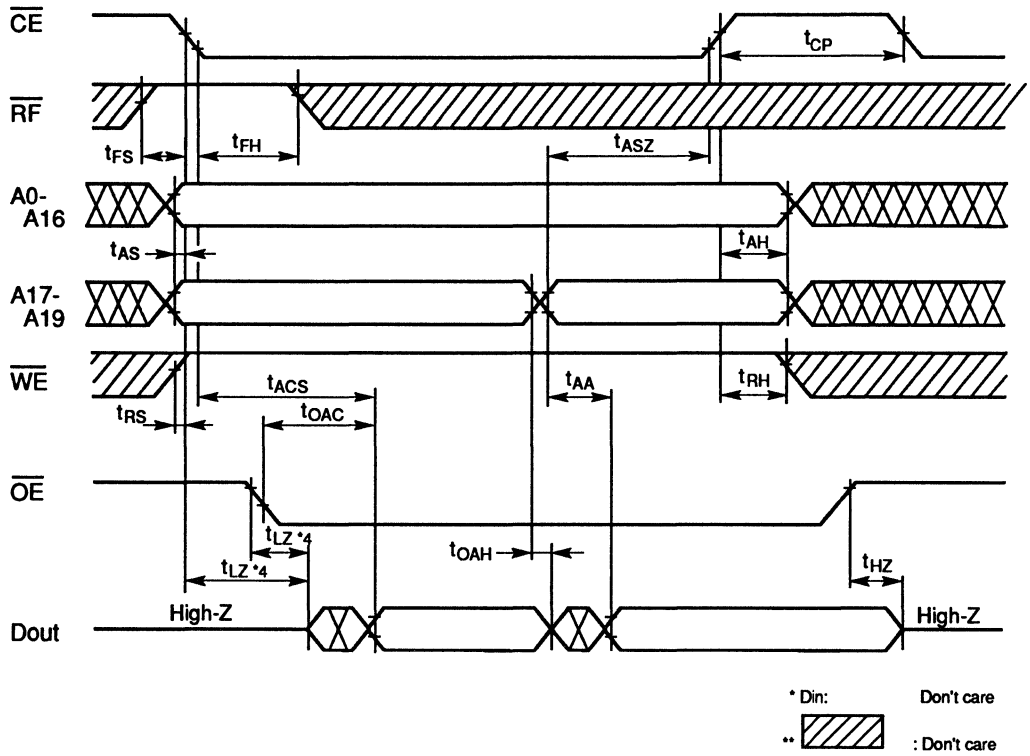 CE
tCP
RF
tFS
tFH
tASZ
A0-
A16
tAS
tAH
A17-
A19
WE
tACS
tAA
tRH
tRS
tOAC
OE
tLZ *4
tOAH
tHZ
tLZ *4
High-Z
High-Z
Dout
* Din: Don't care
** : Don't care